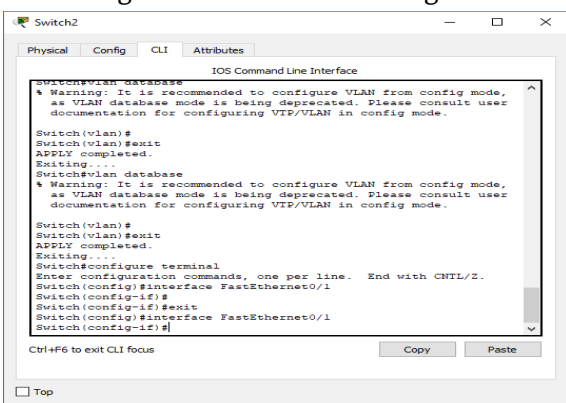 Switch2
Physical Config CLI Attributes
IOS Command Line Interface
Switch#vlan database
% Warning: It is recommended to configure VLAN from config mode,
as VLAN database mode is being deprecated. Please consult user
documentation for configuring VTP/VLAN in config mode.
Switch(vlan)#
Switch(vlan)#exit
APPLY completed.
Exiting....
Switch#vlan database
% Warning: It is recommended to configure VLAN from config mode,
as VLAN database mode is being deprecated. Please consult user
documentation for configuring VTP/VLAN in config mode.
Switch(vlan)#
Switch(vlan)#exit
APPLY completed.
Exiting....
Switch#configure terminal
Enter configuration commands, one per line. End with CNTL/Z.
Switch(config)#interface FastEthernet0/1
Switch(config-if)#
Switch(config-if)#exit
Switch(config)#interface FastEthernet0/1
Switch(config-if)#
Ctrl+F6 to exit CLI focus
Copy Paste
Top